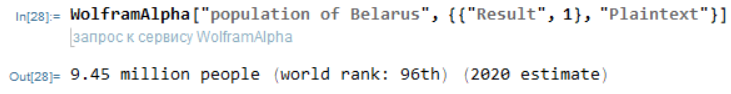 In[28]:= WolframAlpha["population of Belarus", {{"Result", 1}, "Plaintext"}]
запрос к сервису WolframAlpha
Out[28]= 9.45 million people (world rank: 96th) (2020 estimate)